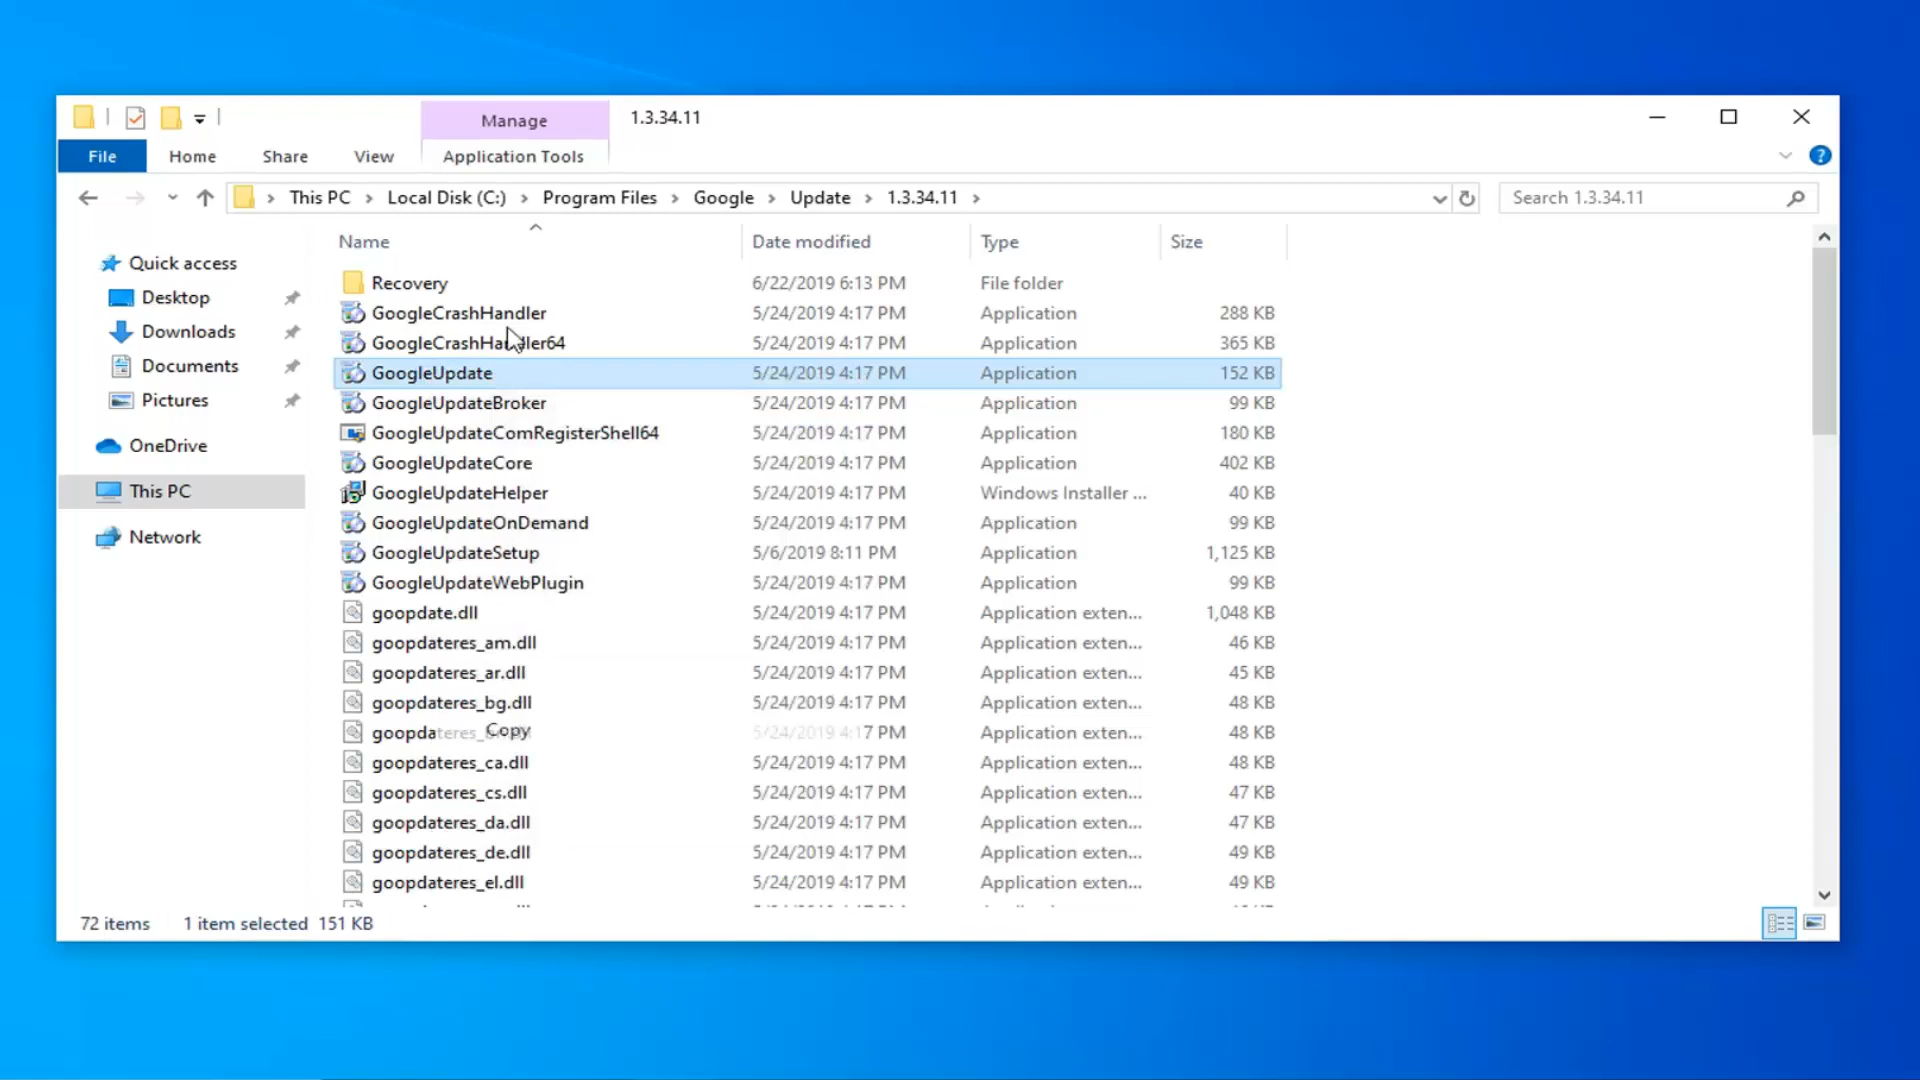 Manage 1.3.34.11
File Home Share View Application Tools
This PC Local Disk (C:) Program Files Google Update 1.3.34.11 Search 1.3.34.11
Name Date modified Type Size
Quick access
Desktop
Downloads
Documents
Pictures
OneDrive
This PC
Network
Recovery 6/22/2019 6:13 PM File folder
GoogleCrashHandler 5/24/2019 4:17 PM Application 288 KB
GoogleCrashHandler64 5/24/2019 4:17 PM Application 365 KB
GoogleUpdate 5/24/2019 4:17 PM Application 152 KB
GoogleUpdateBroker 5/24/2019 4:17 PM Application 99 KB
GoogleUpdateComRegisterShell64 5/24/2019 4:17 PM Application 180 KB
GoogleUpdateCore 5/24/2019 4:17 PM Application 402 KB
GoogleUpdateHelper 5/24/2019 4:17 PM Windows Installer ... 40 KB
GoogleUpdateOnDemand 5/24/2019 4:17 PM Application 99 KB
GoogleUpdateSetup 5/6/2019 8:11 PM Application 1,125 KB
GoogleUpdateWebPlugin 5/24/2019 4:17 PM Application 99 KB
goopdate.dll 5/24/2019 4:17 PM Application exten... 1,048 KB
goopdateres_am.dll 5/24/2019 4:17 PM Application exten... 46 KB
goopdateres_ar.dll 5/24/2019 4:17 PM Application exten... 45 KB
goopdateres_bg.dll 5/24/2019 4:17 PM Application exten... 48 KB
Copy 5/24/2019 4:17 PM Application exten... 48 KB
goopdateres_ca.dll 5/24/2019 4:17 PM Application exten... 48 KB
goopdateres_cs.dll 5/24/2019 4:17 PM Application exten... 47 KB
goopdateres_da.dll 5/24/2019 4:17 PM Application exten... 47 KB
goopdateres_de.dll 5/24/2019 4:17 PM Application exten... 49 KB
goopdateres_el.dll 5/24/2019 4:17 PM Application exten... 49 KB
72 items 1 item selected 151 KB